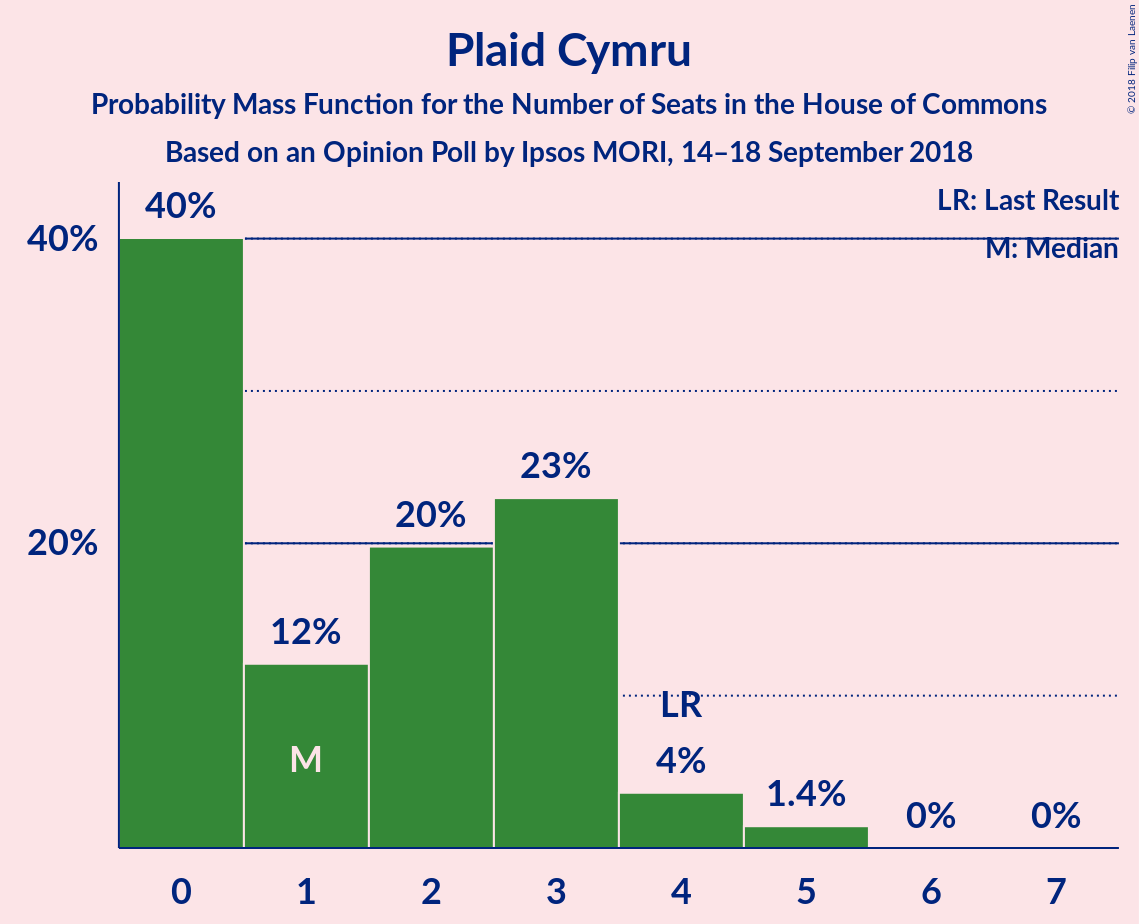 Plaid Cymru
Probability Mass Function for the Number of Seats in the House of Commons
Based on an Opinion Poll by Ipsos MORI, 14–18 September 2018
© 2018 Filip van Laenen
LR: Last Result
M: Median
40%
20%
40%
12%
20%
23%
4%
1.4%
0%
0%
LR
M
0 1 2 3 4 5 6 7